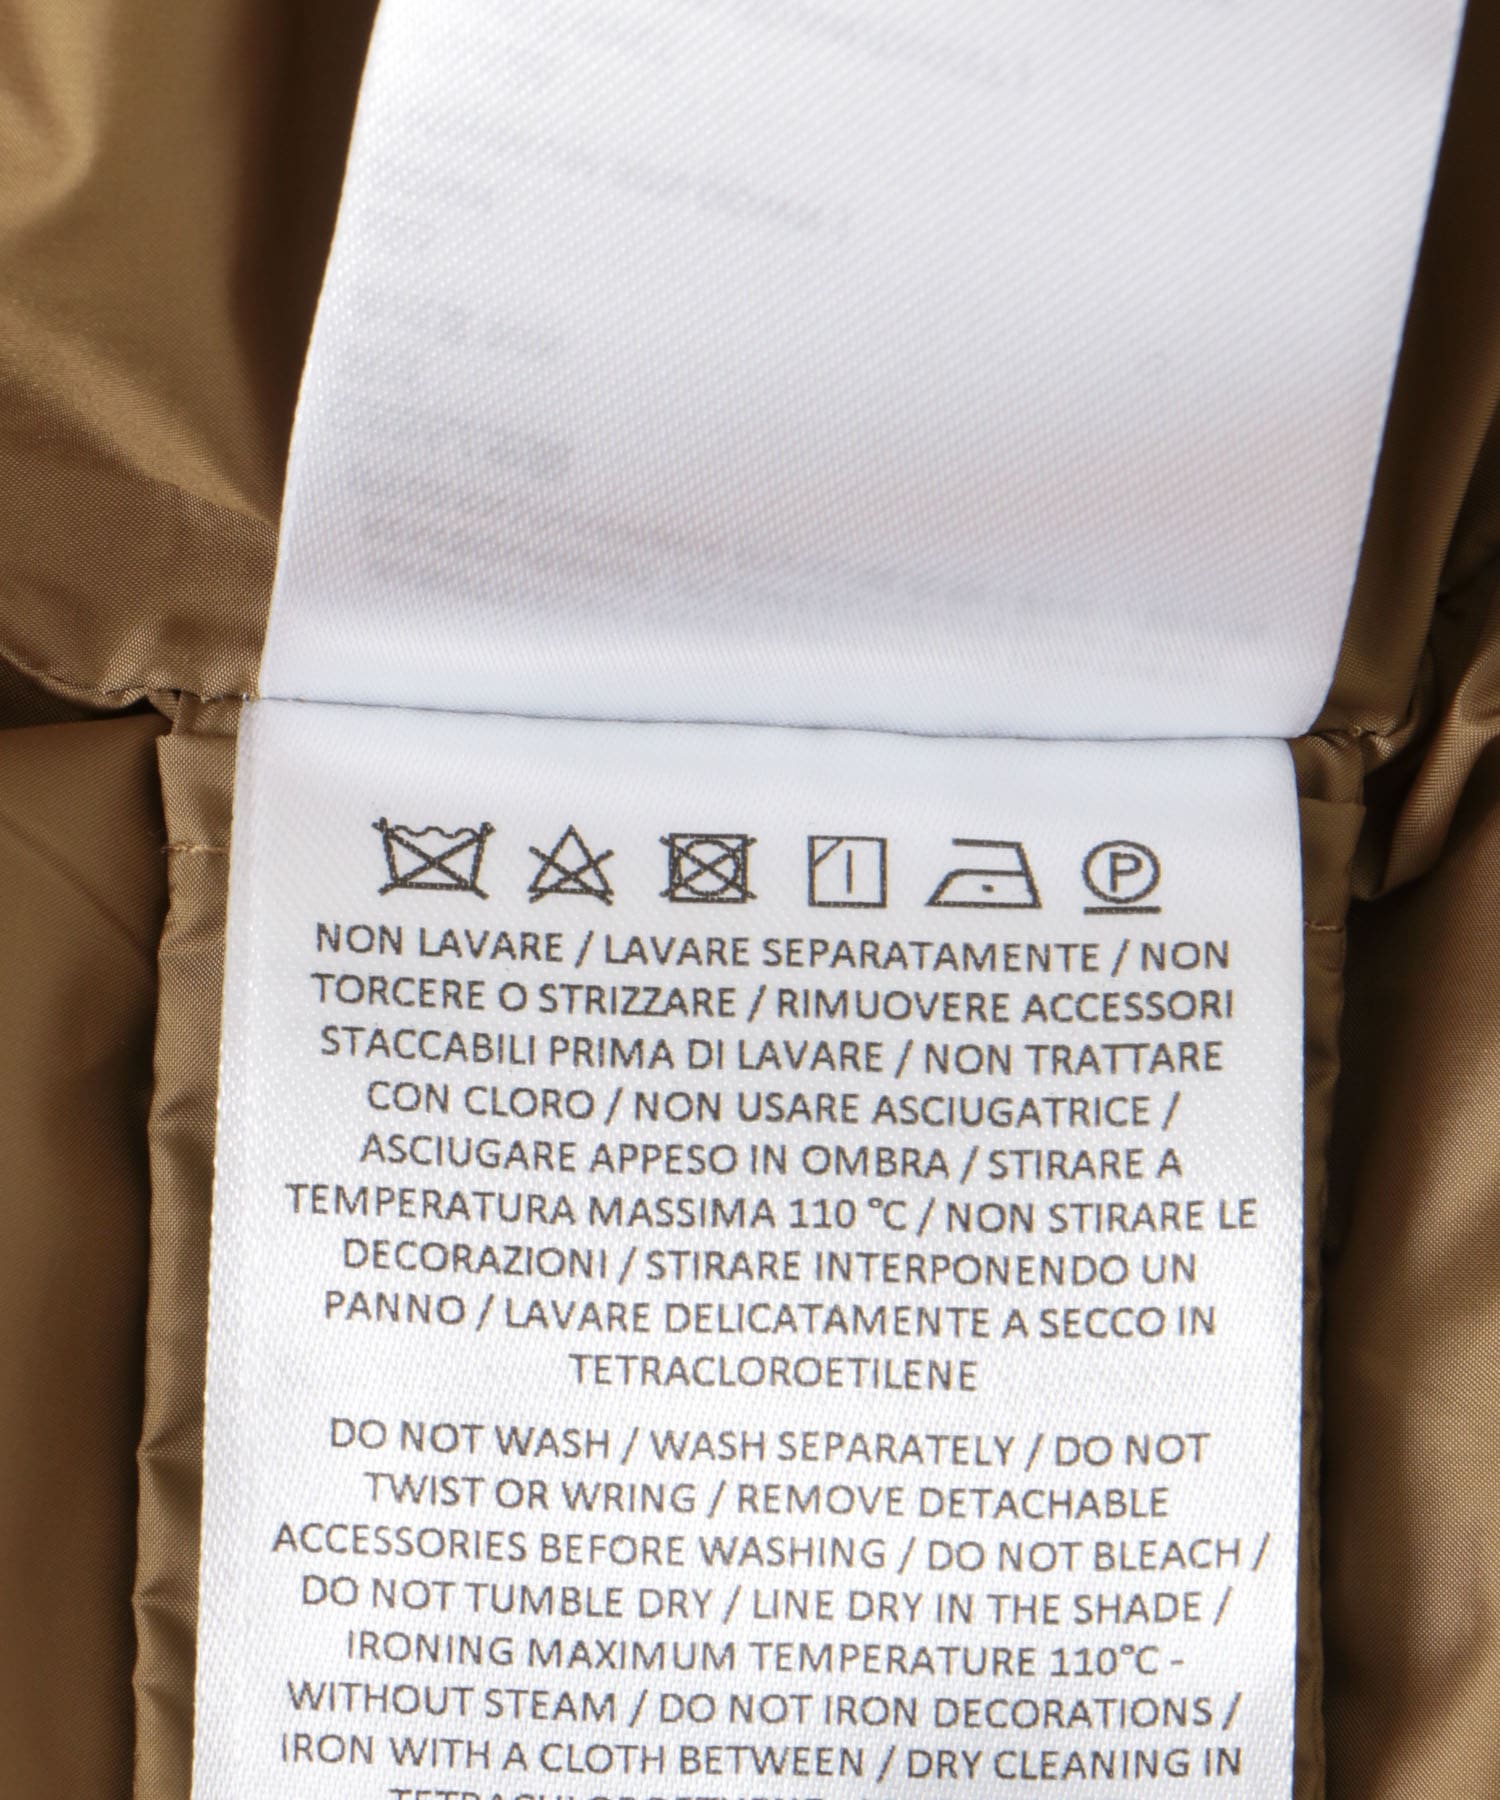 P
NON LAVARE / LAVARE SEPARATAMENTE / NON
TORCERE O STRIZZARE / RIMUOVERE ACCESSORI
STACCABILI PRIMA DI LAVARE / NON TRATTARE
CON CLORO / NON USARE ASCIUGATRICE /
ASCIUGARE APPESO IN OMBRA / STIRARE A
TEMPERATURA MASSIMA 110 °C / NON STIRARE LE
DECORAZIONI / STIRARE INTERPONENDO UN
PANNO / LAVARE DELICATAMENTE A SECCO IN
TETRACLOROETILENE
DO NOT WASH / WASH SEPARATELY / DO NOT
TWIST OR WRING / REMOVE DETACHABLE
ACCESSORIES BEFORE WASHING / DO NOT BLEACH /
DO NOT TUMBLE DRY / LINE DRY IN THE SHADE /
IRONING MAXIMUM TEMPERATURE 110°C -
WITHOUT STEAM / DO NOT IRON DECORATIONS /
IRON WITH A CLOTH BETWEEN / DRY CLEANING IN